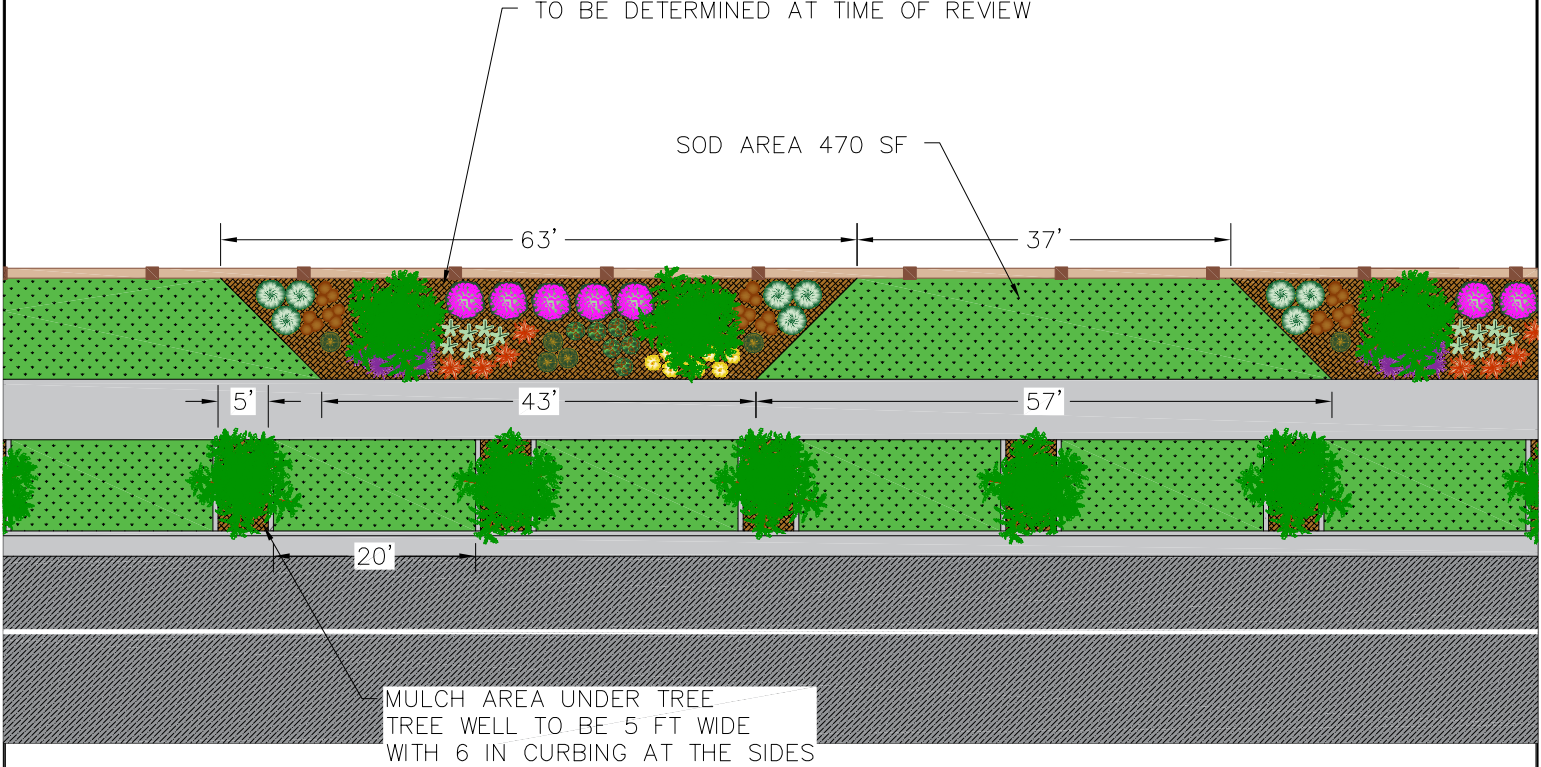 TO BE DETERMINED AT TIME OF REVIEW
SOD AREA 470 SF
63'
37'
5'
43'
57'
20'
MULCH AREA UNDER TREE
TREE WELL TO BE 5 FT WIDE
WITH 6 IN CURBING AT THE SIDES